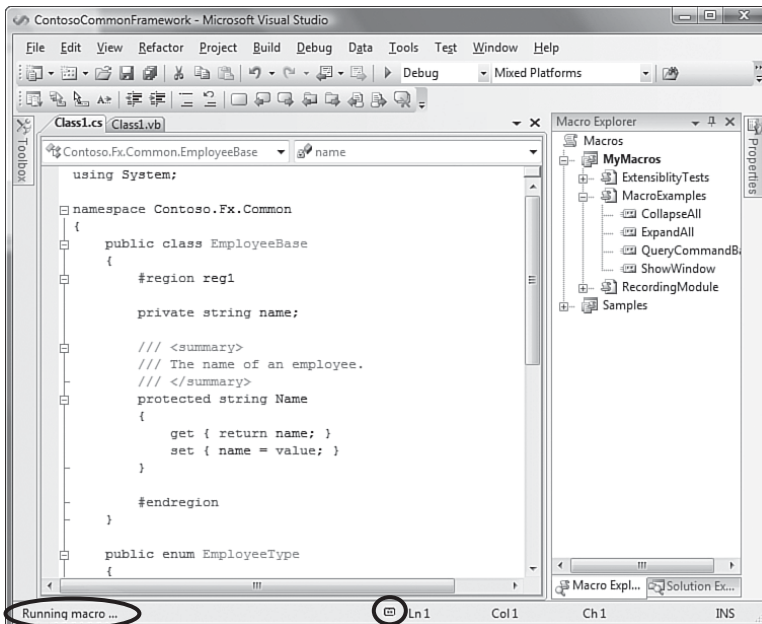 ContosoCommonFramework - Microsoft Visual Studio
File Edit View Refactor Project Build Debug Data Tools Test Window Help
Debug Mixed Platforms
Toolbox
Class1.cs Class1.vb
Contoso.Fx.Common.EmployeeBase name
using System;
namespace Contoso.Fx.Common
{
public class EmployeeBase
{
#region reg1
private string name;
/// <summary>
/// The name of an employee.
/// </summary>
protected string Name
{
get { return name; }
set { name = value; }
}
#endregion
}
public enum EmployeeType
{
Macro Explorer
Macros
MyMacros
ExtensiblityTests
MacroExamples
CollapseAll
ExpandAll
QueryCommandBa
ShowWindow
RecordingModule
Samples
Macro Expl... Solution Ex...
Properties
Running macro ... Ln 1 Col 1 Ch 1 INS